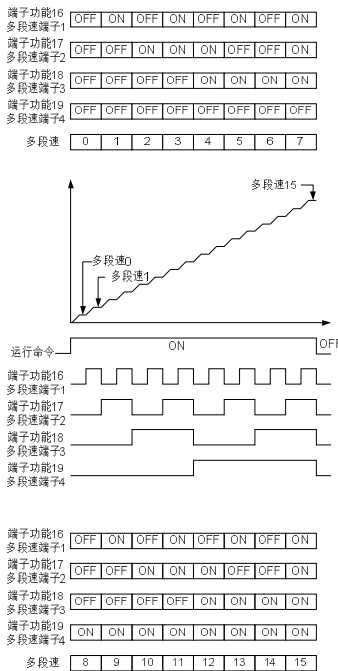 端子功能16
多段速端子1
OFF ON OFF ON OFF ON OFF ON
端子功能17
多段速端子2
OFF OFF ON ON ON OFF OFF ON
端子功能18
多段速端子3
OFF OFF OFF OFF ON ON ON ON
端子功能19
多段速端子4
OFF OFF OFF OFF OFF OFF OFF OFF
多段速 0 1 2 3 4 5 6 7
多段速15
多段速0
多段速1
运行命令 ON OFF
端子功能16
多段速端子1
端子功能17
多段速端子2
端子功能18
多段速端子3
端子功能19
多段速端子4
端子功能16
多段速端子1
OFF ON OFF ON OFF ON OFF ON
端子功能17
多段速端子2
OFF OFF ON ON ON OFF OFF ON
端子功能18
多段速端子3
OFF OFF OFF OFF ON ON ON ON
端子功能19
多段速端子4
ON ON ON ON ON ON ON ON
多段速 8 9 10 11 12 13 14 15